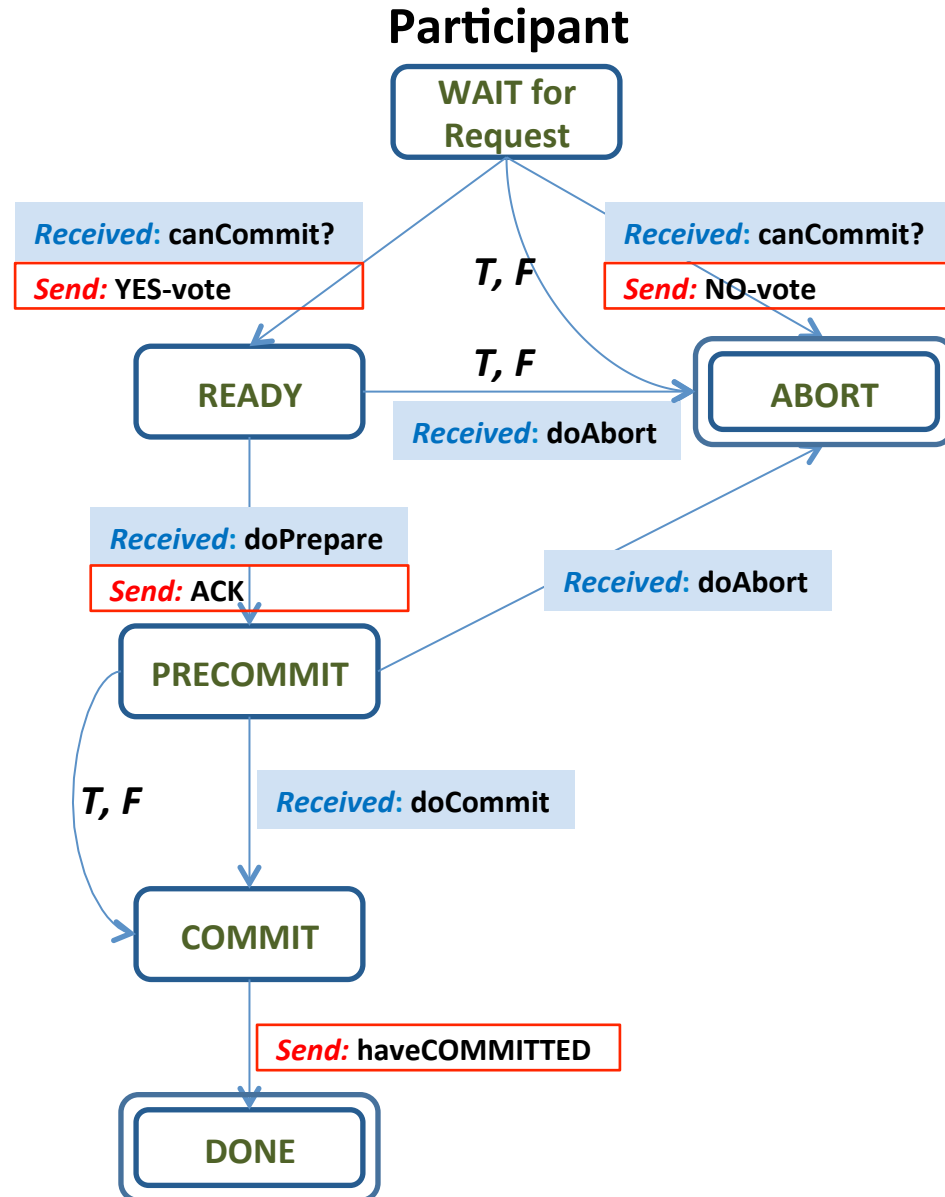 Participant
WAIT for
Request
Received: canCommit?
Send: YES-vote
T, F
Received: canCommit?
Send: NO-vote
READY
T, F
Received: doAbort
ABORT
Received: doPrepare
Send: ACK
Received: doAbort
PRECOMMIT
T, F
Received: doCommit
COMMIT
Send: haveCOMMITTED
DONE